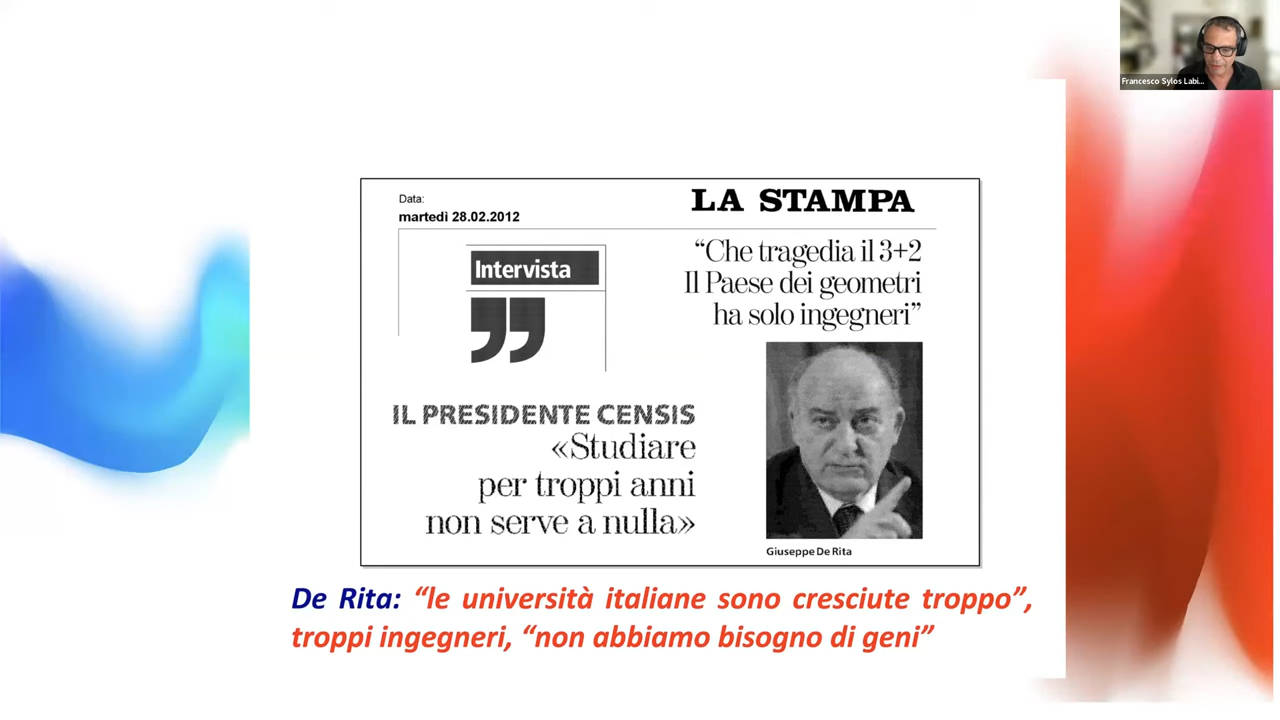 Francesco Sylos Labi...
Data:
martedì 28.02.2012
LA STAMPA
Intervista
“Che tragedia il 3+2
Il Paese dei geometri
ha solo ingegneri”
IL PRESIDENTE CENSIS
«Studiare
per troppi anni
non serve a nulla»
Giuseppe De Rita
De Rita: “le università italiane sono cresciute troppo”,
troppi ingegneri, “non abbiamo bisogno di geni”